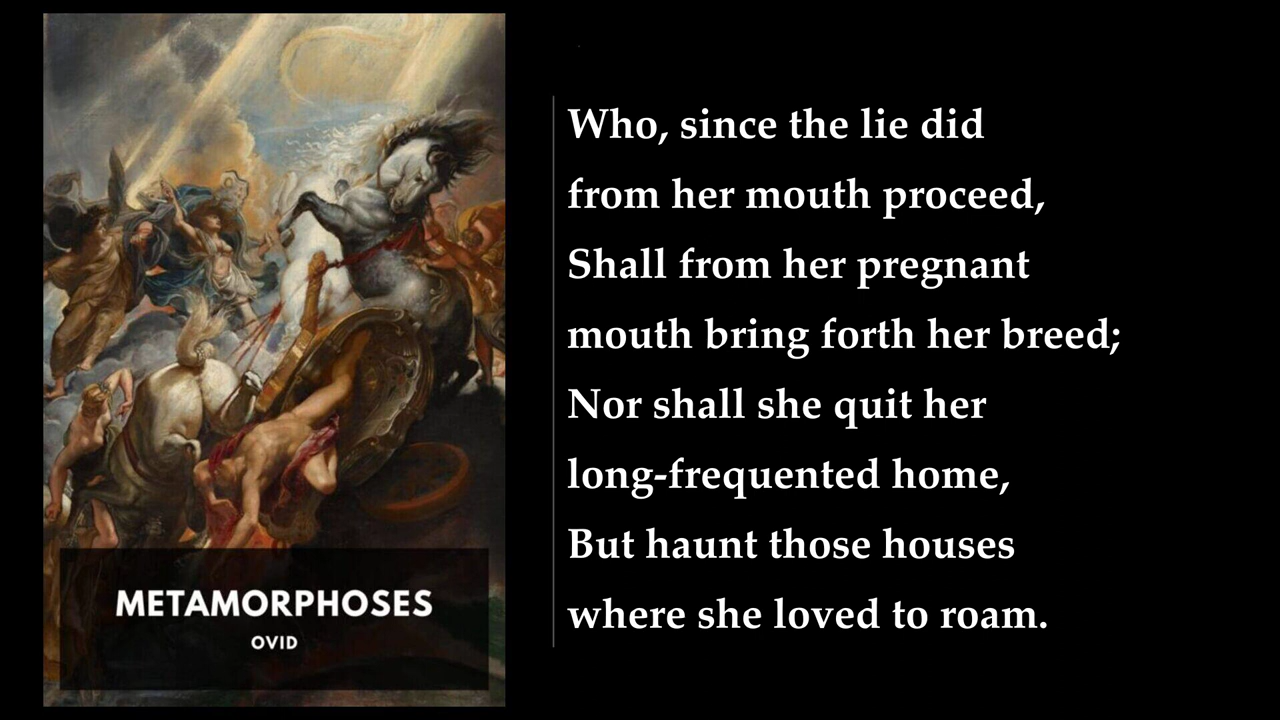 METAMORPHOSES
OVID
Who, since the lie did
from her mouth proceed,
Shall from her pregnant
mouth bring forth her breed;
Nor shall she quit her
long-frequented home,
But haunt those houses
where she loved to roam.